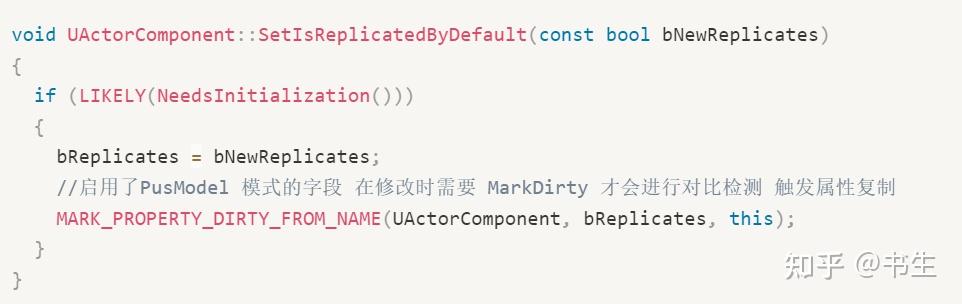 void UActorComponent::SetIsReplicatedByDefault(const bool bNewReplicates)
{
  if (LIKELY(NeedsInitialization()))
  {
    bReplicates = bNewReplicates;
    //启用了PusModel 模式的字段 在修改时需要 MarkDirty 才会进行对比检测 触发属性复制
    MARK_PROPERTY_DIRTY_FROM_NAME(UActorComponent, bReplicates, this);
  }
}
知乎 @书生